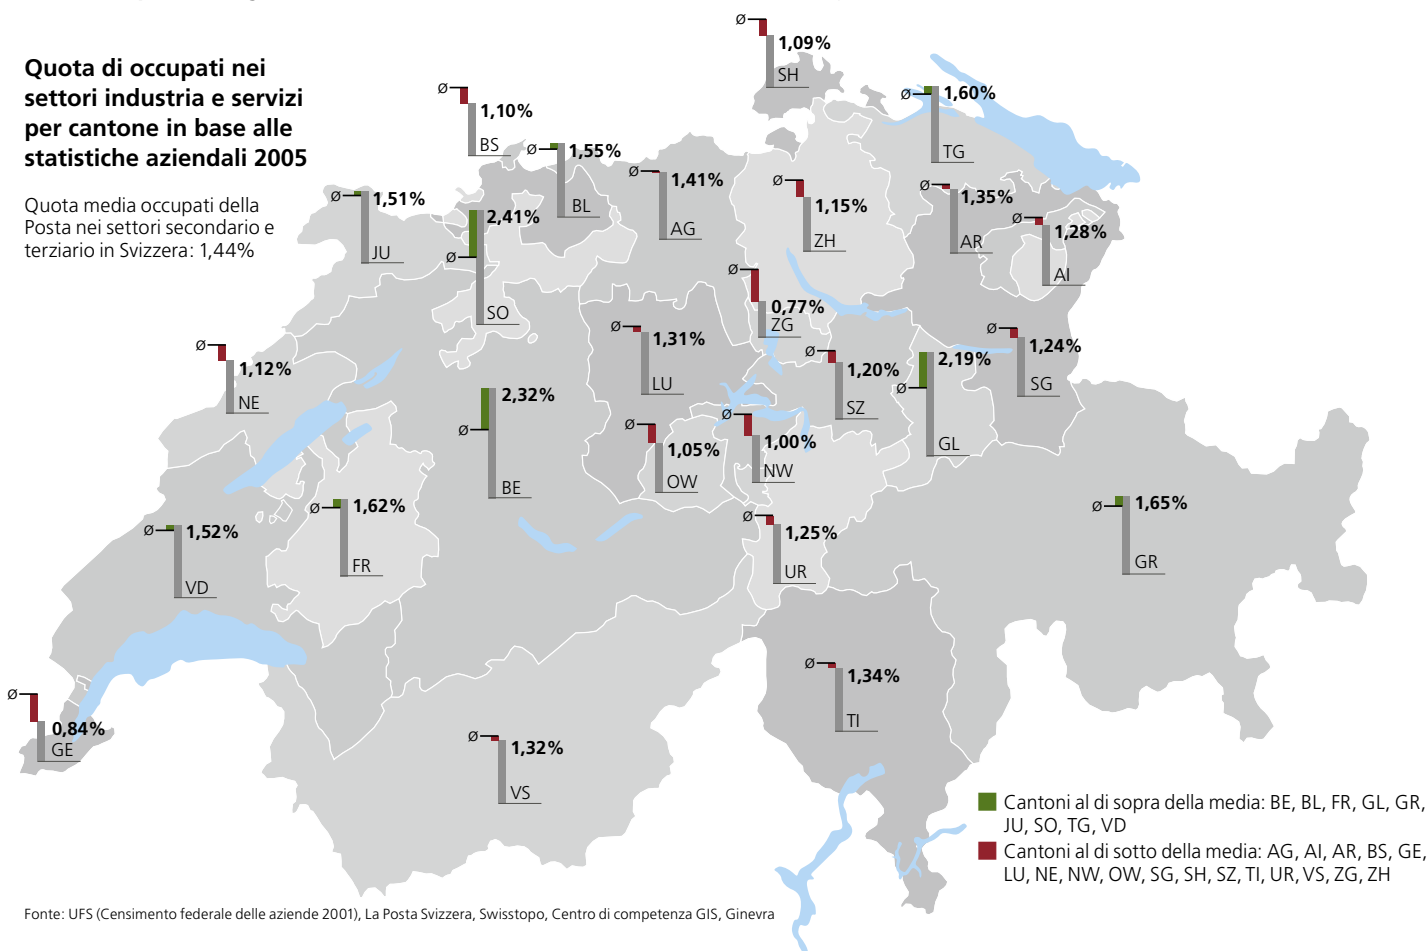 Quota di occupati nei
settori industria e servizi
per cantone in base alle
statistiche aziendali 2005
Quota media occupati della
Posta nei settori secondario e
terziario in Svizzera: 1,44%
ø
1,09%
SH
ø
1,10%
BS
ø
1,60%
TG
ø
1,55%
BL
ø
1,41%
AG
ø
1,15%
ZH
ø
1,35%
AR
ø
1,28%
AI
ø
1,51%
JU
2,41%
ø
SO
ø
0,77%
ZG
ø
1,31%
LU
ø
1,20%
SZ
2,19%
ø
GL
ø
1,24%
SG
ø
1,12%
NE
2,32%
ø
BE
ø
1,05%
OW
ø
1,00%
NW
ø
1,62%
FR
ø
1,52%
VD
ø
1,25%
UR
ø
1,65%
GR
ø
1,34%
TI
ø
0,84%
GE
ø
1,32%
VS
Cantoni al di sopra della media: BE, BL, FR, GL, GR,
JU, SO, TG, VD
Cantoni al di sotto della media: AG, AI, AR, BS, GE,
LU, NE, NW, OW, SG, SH, SZ, TI, UR, VS, ZG, ZH
Fonte: UFS (Censimento federale delle aziende 2001), La Posta Svizzera, Swisstopo, Centro di competenza GIS, Ginevra